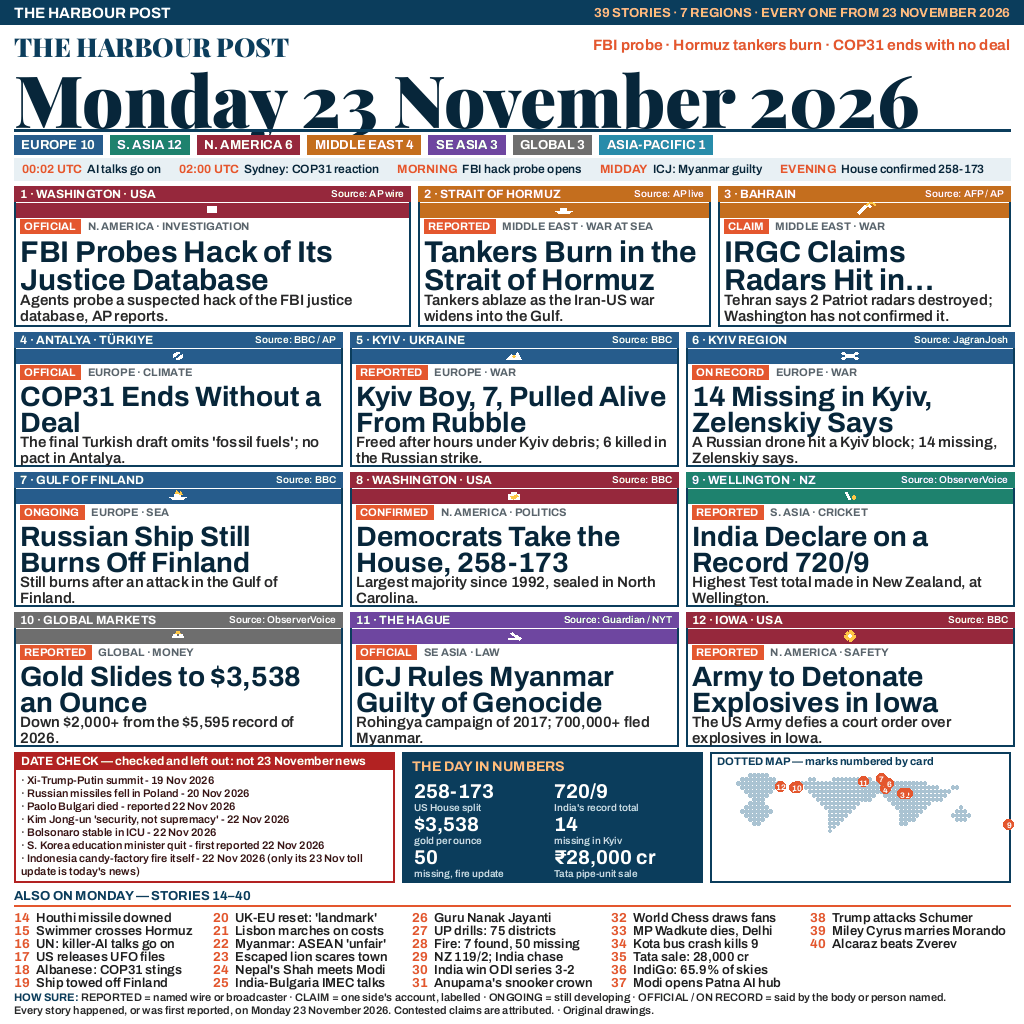 THE HARBOUR POST
39 STORIES · 7 REGIONS · EVERY ONE FROM 23 NOVEMBER 2026
THE HARBOUR POST
FBI probe · Hormuz tankers burn · COP31 ends with no deal
Monday 23 November 2026
EUROPE 10 S. ASIA 12 N. AMERICA 6 MIDDLE EAST 4 SE ASIA 3 GLOBAL 3 ASIA-PACIFIC 1
00:02 UTC AI talks go on 02:00 UTC Sydney: COP31 reaction MORNING FBI hack probe opens MIDDAY ICJ: Myanmar guilty EVENING House confirmed 258-173
1 · WASHINGTON · USA Source: AP wire
OFFICIAL N. AMERICA · INVESTIGATION
FBI Probes Hack of Its
Justice Database
Agents probe a suspected hack of the FBI justice
database, AP reports.
2 · STRAIT OF HORMUZ Source: AP live
REPORTED MIDDLE EAST · WAR AT SEA
Tankers Burn in the
Strait of Hormuz
Tankers ablaze as the Iran-US war
widens into the Gulf.
3 · BAHRAIN Source: AFP / AP
CLAIM MIDDLE EAST · WAR
IRGC Claims
Radars Hit in…
Tehran says 2 Patriot radars destroyed;
Washington has not confirmed it.
4 · ANTALYA · TÜRKIYE Source: BBC / AP
OFFICIAL EUROPE · CLIMATE
COP31 Ends Without a
Deal
The final Turkish draft omits 'fossil fuels'; no
pact in Antalya.
5 · KYIV · UKRAINE Source: BBC
REPORTED EUROPE · WAR
Kyiv Boy, 7, Pulled Alive
From Rubble
Freed after hours under Kyiv debris; 6 killed in
the Russian strike.
6 · KYIV REGION Source: JagranJosh
ON RECORD EUROPE · WAR
14 Missing in Kyiv,
Zelenskiy Says
A Russian drone hit a Kyiv block; 14 missing,
Zelenskiy says.
7 · GULF OF FINLAND Source: BBC
ONGOING EUROPE · SEA
Russian Ship Still
Burns Off Finland
Still burns after an attack in the Gulf of
Finland.
8 · WASHINGTON · USA Source: BBC
CONFIRMED N. AMERICA · POLITICS
Democrats Take the
House, 258-173
Largest majority since 1992, sealed in North
Carolina.
9 · WELLINGTON · NZ Source: ObserverVoice
REPORTED S. ASIA · CRICKET
India Declare on a
Record 720/9
Highest Test total made in New Zealand, at
Wellington.
10 · GLOBAL MARKETS Source: ObserverVoice
REPORTED GLOBAL · MONEY
Gold Slides to $3,538
an Ounce
Down $2,000+ from the $5,595 record of
2026.
11 · THE HAGUE Source: Guardian / NYT
OFFICIAL SE ASIA · LAW
ICJ Rules Myanmar
Guilty of Genocide
Rohingya campaign of 2017; 700,000+ fled
Myanmar.
12 · IOWA · USA Source: BBC
REPORTED N. AMERICA · SAFETY
Army to Detonate
Explosives in Iowa
The US Army defies a court order over
explosives in Iowa.
DATE CHECK — checked and left out: not 23 November news
· Xi-Trump-Putin summit - 19 Nov 2026
· Russian missiles fell in Poland - 20 Nov 2026
· Paolo Bulgari died - reported 22 Nov 2026
· Kim Jong-un 'security, not supremacy' - 22 Nov 2026
· Bolsonaro stable in ICU - 22 Nov 2026
· S. Korea education minister quit - first reported 22 Nov 2026
· Indonesia candy-factory fire itself - 22 Nov 2026 (only its 23 Nov toll
update is today's news)
THE DAY IN NUMBERS
258-173 720/9
US House split India's record total
$3,538 14
gold per ounce missing in Kyiv
50 ₹28,000 cr
missing, fire update Tata pipe-unit sale
DOTTED MAP — marks numbered by card
12 10 11 7 6 4 9
ALSO ON MONDAY — STORIES 14–40
14 Houthi missile downed
15 Swimmer crosses Hormuz
16 UN: killer-AI talks go on
17 US releases UFO files
18 Albanese: COP31 stings
19 Ship towed off Finland
20 UK-EU reset: 'landmark'
21 Lisbon marches on costs
22 Myanmar: ASEAN 'unfair'
23 Escaped lion scares town
24 Nepal's Shah meets Modi
25 India-Bulgaria IMEC talks
26 Guru Nanak Jayanti
27 UP drills: 75 districts
28 Fire: 7 found, 50 missing
29 NZ 119/2; India chase
30 India win ODI series 3-2
31 Anupama's snooker crown
32 World Chess draws fans
33 MP Wadkute dies, Delhi
34 Kota bus crash kills 9
35 Tata sale: 28,000 cr
36 IndiGo: 65.9% of skies
37 Modi opens Patna AI hub
38 Trump attacks Schumer
39 Miley Cyrus marries Morando
40 Alcaraz beats Zverev
HOW SURE: REPORTED = named wire or broadcaster · CLAIM = one side's account, labelled · ONGOING = still developing · OFFICIAL / ON RECORD = said by the body or person named.
Every story happened, or was first reported, on Monday 23 November 2026. Contested claims are attributed. · Original drawings.